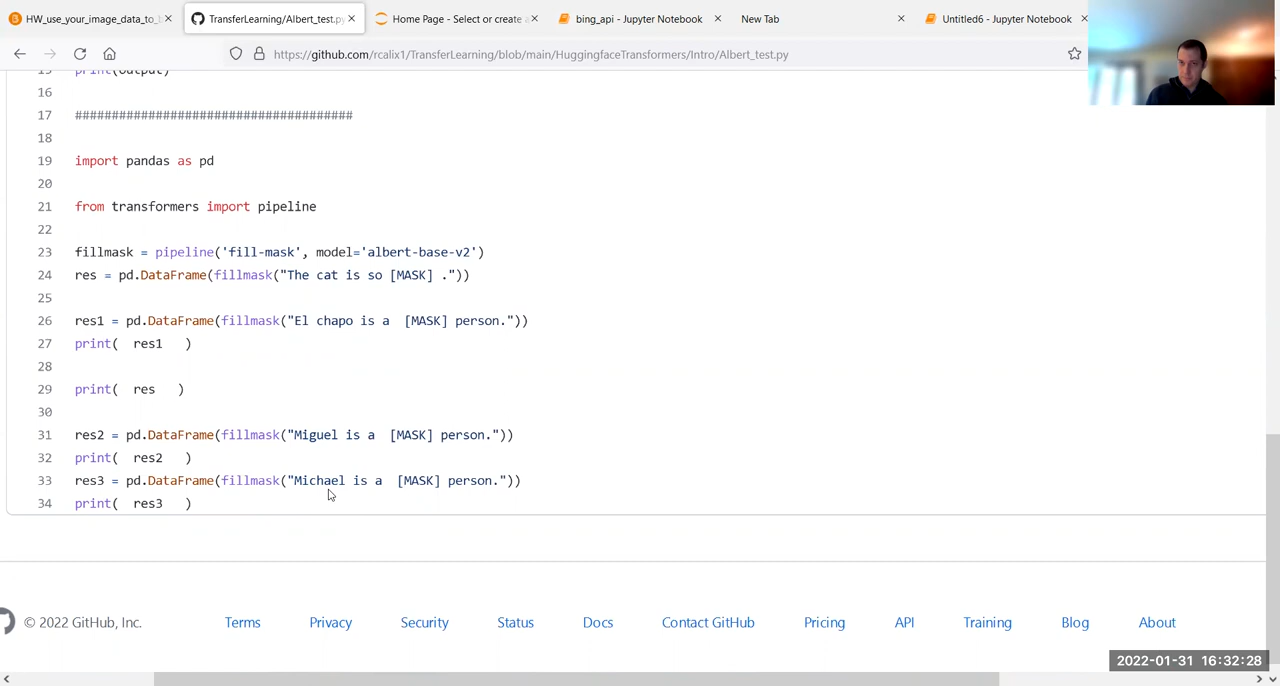 HW_use_your_image_data_to_
TransferLearning/Albert_test.py
Home Page - Select or create a
bing_api - Jupyter Notebook
New Tab
Untitled6 - Jupyter Notebook
https://github.com/rcalix1/TransferLearning/blob/main/HuggingfaceTransformers/Intro/Albert_test.py
15 print(output)
16
17 ######################################
18
19 import pandas as pd
20
21 from transformers import pipeline
22
23 fillmask = pipeline('fill-mask', model='albert-base-v2')
24 res = pd.DataFrame(fillmask("The cat is so [MASK] ."))
25
26 res1 = pd.DataFrame(fillmask("El chapo is a  [MASK] person."))
27 print(  res1   )
28
29 print(  res   )
30
31 res2 = pd.DataFrame(fillmask("Miguel is a  [MASK] person."))
32 print(  res2   )
33 res3 = pd.DataFrame(fillmask("Michael is a  [MASK] person."))
34 print(  res3   )
© 2022 GitHub, Inc.
Terms
Privacy
Security
Status
Docs
Contact GitHub
Pricing
API
Training
Blog
About
2022-01-31 16:32:28